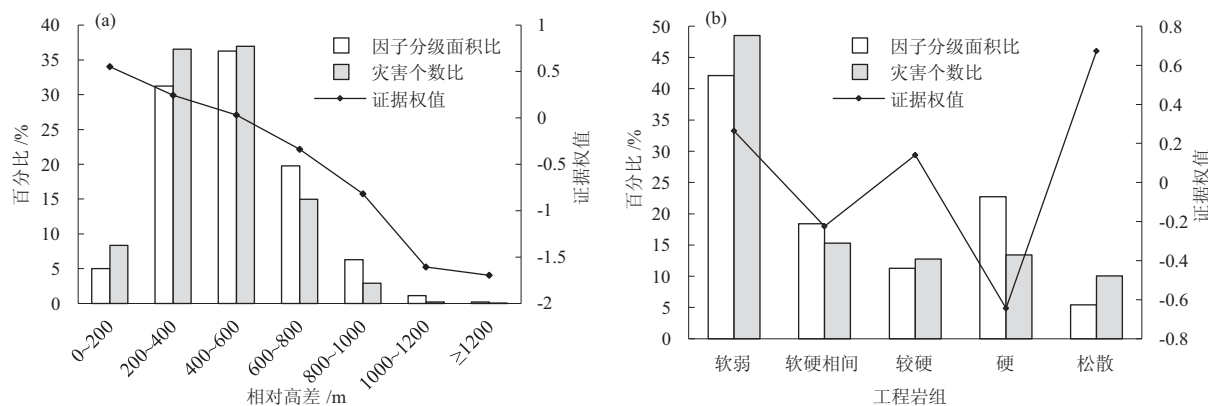 (a)
因子分级面积比
灾害个数比
证据权值
百分比 /%
40
35
30
25
20
15
10
5
0
1
0.5
0
-0.5
-1
-1.5
-2
证据权值
0~200
200~400
400~600
600~800
800~1000
1000~1200
≥1200
相对高差 /m
(b)
因子分级面积比
灾害个数比
证据权值
百分比 /%
50
45
40
35
30
25
20
15
10
5
0
0.8
0.6
0.4
0.2
0
-0.2
-0.4
-0.6
-0.8
证据权值
软弱 软硬相间 较硬 硬 松散
工程岩组